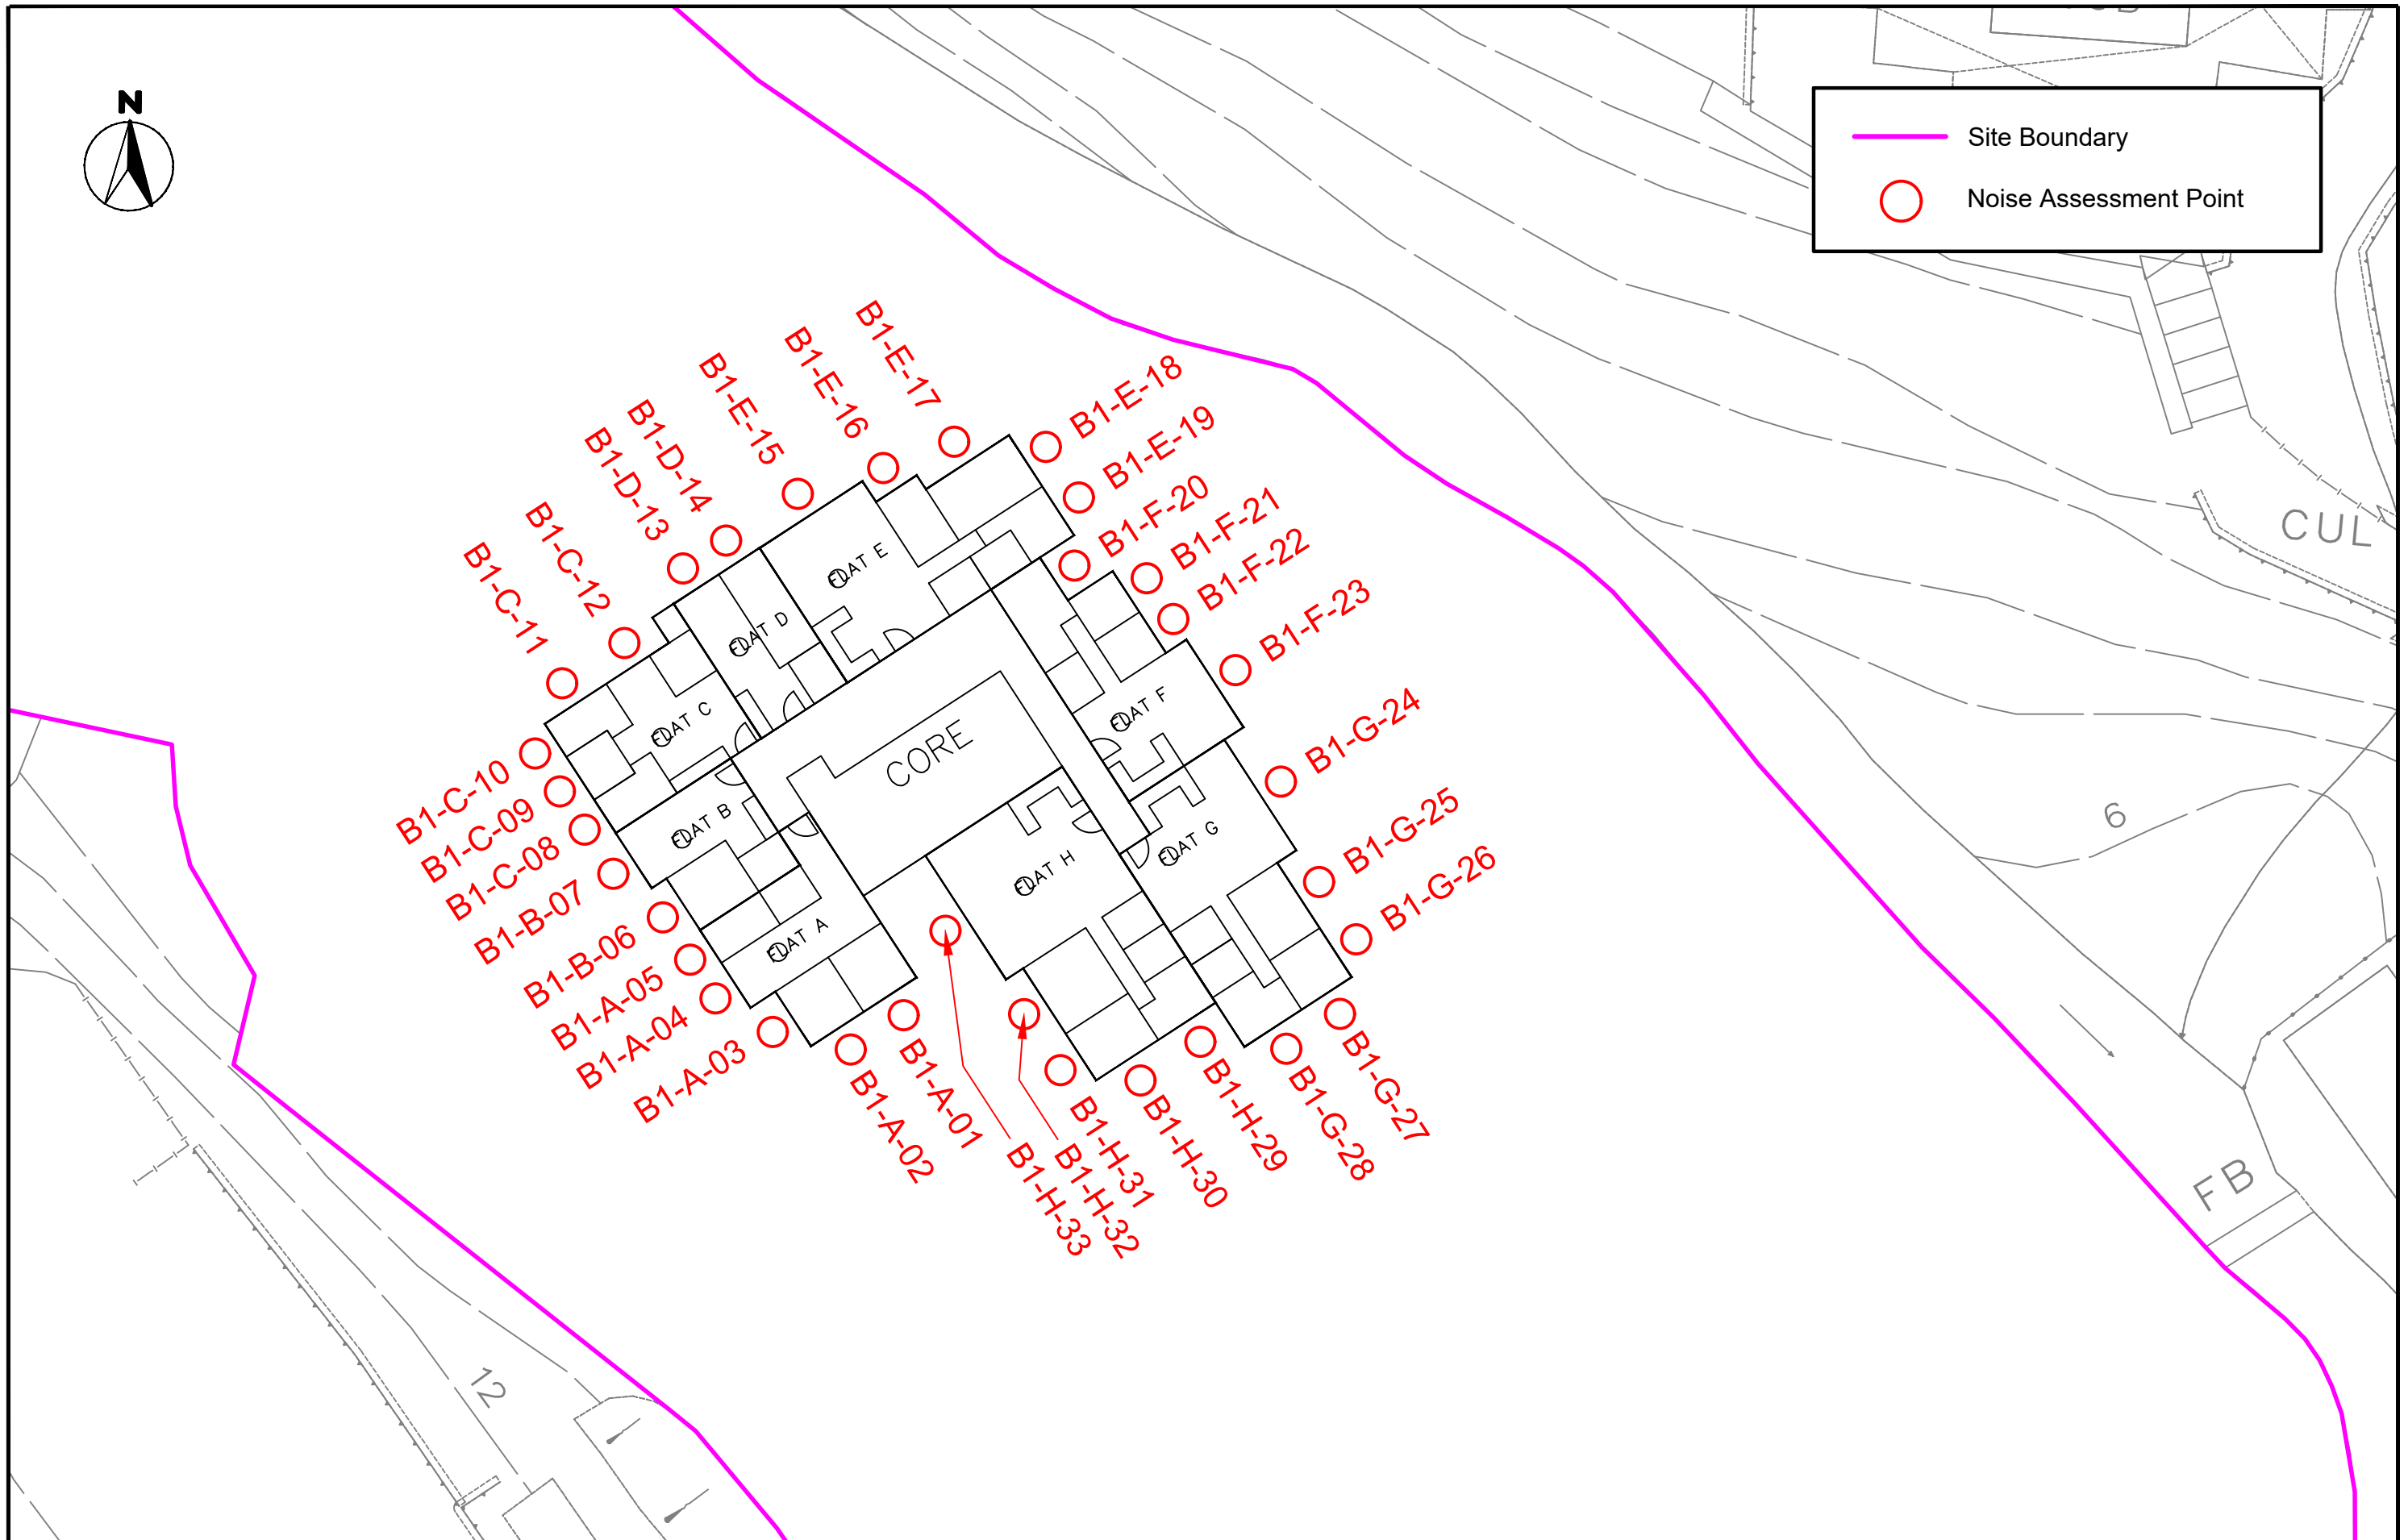 N
Site Boundary
Noise Assessment Point
B1-E-17
B1-E-16
B1-E-15
B1-D-14
B1-D-13
B1-C-12
B1-C-11
B1-E-18
B1-E-19
B1-F-20
B1-F-21
B1-F-22
B1-F-23
B1-G-24
B1-G-25
B1-G-26
B1-C-10
B1-C-09
B1-C-08
B1-B-07
B1-B-06
B1-A-05
B1-A-04
B1-A-03
B1-A-02
B1-A-01
B1-H-33
B1-H-32
B1-H-31
B1-H-30
B1-H-29
B1-G-28
B1-G-27
FLAT E
FLAT D
FLAT C
FLAT B
FLAT A
FLAT F
FLAT G
FLAT H
CORE
CUL
6
FB
12